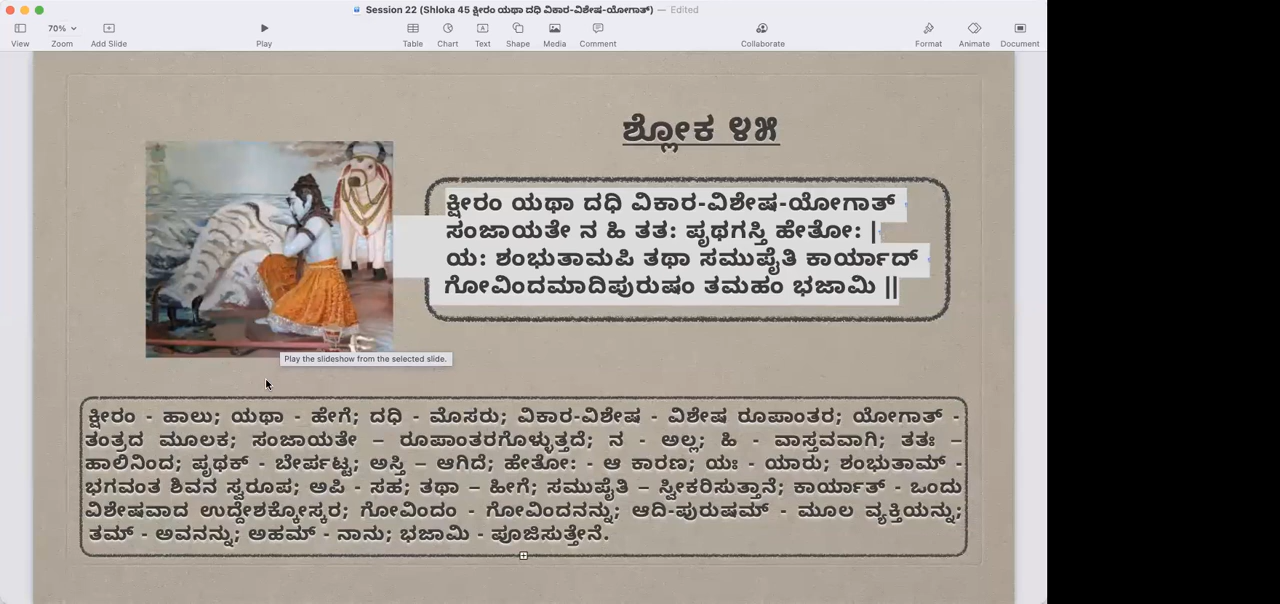 Session 22 (Shloka 45 ಕ್ಷೀರಂ ಯಥಾ ದಧಿ ವಿಕಾರ-ವಿಶೇಷ-ಯೋಗಾತ್) — Edited
70%
View Zoom Add Slide Play Table Chart Text Shape Media Comment Collaborate Format Animate Document
ಶ್ಲೋಕ ೪೫
ಕ್ಷೀರಂ ಯಥಾ ದಧಿ ವಿಕಾರ-ವಿಶೇಷ-ಯೋಗಾತ್
ಸಂಜಾಯತೇ ನ ಹಿ ತತ: ಪೃಥಗಸ್ತಿ ಹೇತೋ: |
ಯ: ಶಂಭುತಾಮಪಿ ತಥಾ ಸಮುಪೈತಿ ಕಾರ್ಯಾದ್
ಗೋವಿಂದಮಾದಿಪುರುಷಂ ತಮಹಂ ಭಜಾಮಿ ||
Play the slideshow from the selected slide.
ಕ್ಷೀರಂ - ಹಾಲು; ಯಥಾ - ಹೇಗೆ; ದಧಿ - ಮೊಸರು; ವಿಕಾರ-ವಿಶೇಷ - ವಿಶೇಷ ರೂಪಾಂತರ; ಯೋಗಾತ್ -
ತಂತ್ರದ ಮೂಲಕ; ಸಂಜಾಯತೇ – ರೂಪಾಂತರಗೊಳ್ಳುತ್ತದೆ; ನ - ಅಲ್ಲ; ಹಿ - ವಾಸ್ತವವಾಗಿ; ತತಃ –
ಹಾಲಿನಿಂದ; ಪೃಥಕ್ - ಬೇರ್ಪಟ್ಟ; ಅಸ್ತಿ – ಆಗಿದೆ; ಹೇತೋ: - ಆ ಕಾರಣ; ಯಃ - ಯಾರು; ಶಂಭುತಾಮ್ -
ಭಗವಂತ ಶಿವನ ಸ್ವರೂಪ; ಅಪಿ - ಸಹ; ತಥಾ – ಹೀಗೆ; ಸಮುಪೈತಿ – ಸ್ವೀಕರಿಸುತ್ತಾನೆ; ಕಾರ್ಯಾತ್ - ಒಂದು
ವಿಶೇಷವಾದ ಉದ್ದೇಶಕ್ಕೋಸ್ಕರ; ಗೋವಿಂದಂ - ಗೋವಿಂದನನ್ನು; ಆದಿ-ಪುರುಷಮ್ - ಮೂಲ ವ್ಯಕ್ತಿಯನ್ನು;
ತಮ್ - ಅವನನ್ನು; ಅಹಮ್ - ನಾನು; ಭಜಾಮಿ - ಪೂಜಿಸುತ್ತೇನೆ.